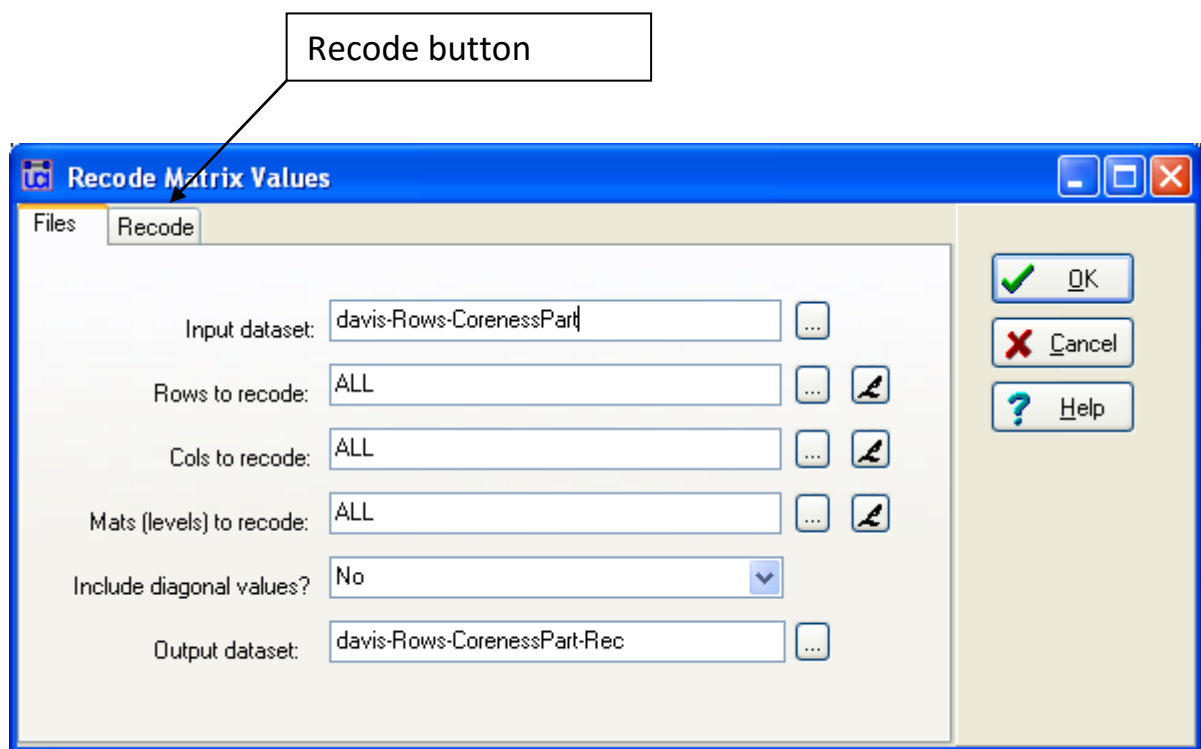 Recode button
Recode Matrix Values
Files Recode
Input dataset: davis-Rows-CorenessPart ...
Rows to recode: ALL ... L
Cols to recode: ALL ... L
Mats (levels) to recode: ALL ... L
Include diagonal values? No
Output dataset: davis-Rows-CorenessPart-Rec ...
OK
Cancel
? Help